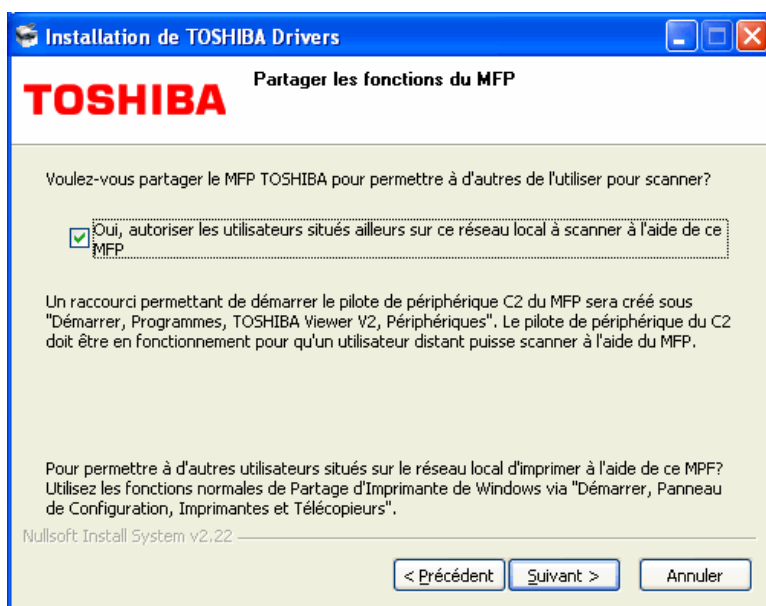 Installation de TOSHIBA Drivers
TOSHIBA
Partager les fonctions du MFP
Voulez-vous partager le MFP TOSHIBA pour permettre à d'autres de l'utiliser pour scanner?
Oui, autoriser les utilisateurs situés ailleurs sur ce réseau local à scanner à l'aide de ce
MFP
Un raccourci permettant de démarrer le pilote de périphérique C2 du MFP sera créé sous
"Démarrer, Programmes, TOSHIBA Viewer V2, Périphériques". Le pilote de périphérique du C2
doit être en fonctionnement pour qu'un utilisateur distant puisse scanner à l'aide du MFP.
Pour permettre à d'autres utilisateurs situés sur le réseau local d'imprimer à l'aide de ce MPF?
Utilisez les fonctions normales de Partage d'Imprimante de Windows via "Démarrer, Panneau
de Configuration, Imprimantes et Télécopieurs".
Nullsoft Install System v2.22
< Précédent
Suivant >
Annuler